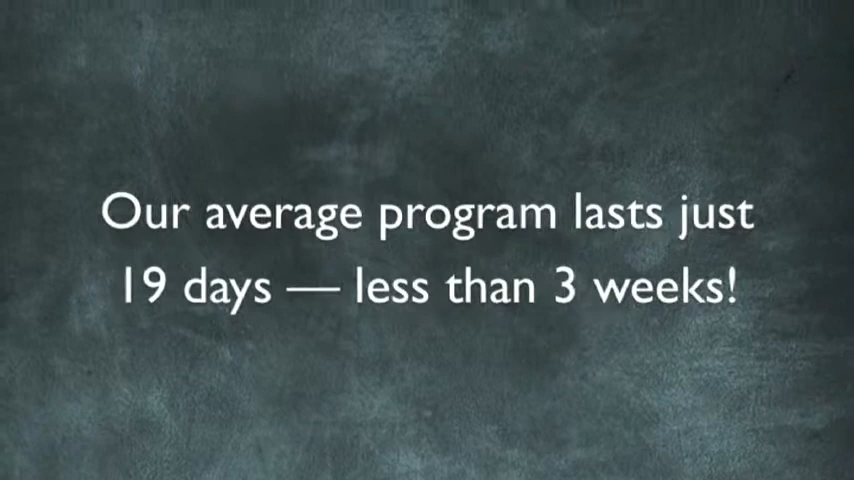 Our average program lasts just
19 days — less than 3 weeks!